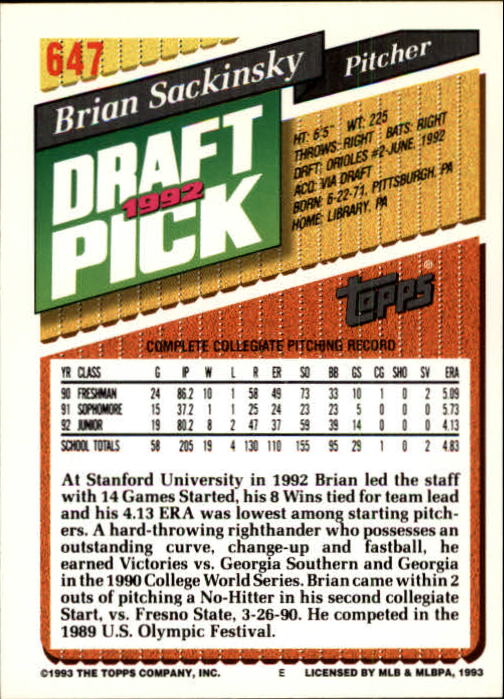 647
Brian Sackinsky
Pitcher
DRAFT
1992
PICK
HT: 6'5" WT: 225
THROWS: RIGHT BATS: RIGHT
DRFT: ORIOLES #2-JUNE, 1992
ACQ: VIA DRAFT
BORN: 6-22-71, PITTSBURGH, PA
HOME: LIBRARY, PA
Topps®
COMPLETE COLLEGIATE PITCHING RECORD
YR CLASS G IP W L R ER SO BB GS CG SHO SV ERA
90 FRESHMAN 24 86.2 10 1 58 49 73 33 10 1 0 2 5.09
91 SOPHOMORE 15 37.2 1 1 25 24 23 23 5 0 0 0 5.73
92 JUNIOR 19 80.2 8 2 47 37 59 39 14 0 0 0 4.13
SCHOOL TOTALS 58 205 19 4 130 110 155 95 29 1 0 2 4.83
At Stanford University in 1992 Brian led the staff
with 14 Games Started, his 8 Wins tied for team lead
and his 4.13 ERA was lowest among starting pitch-
ers. A hard-throwing righthander who possesses an
outstanding curve, change-up and fastball, he
earned Victories vs. Georgia Southern and Georgia
in the 1990 College World Series. Brian came within 2
outs of pitching a No-Hitter in his second collegiate
Start, vs. Fresno State, 3-26-90. He competed in the
1989 U.S. Olympic Festival.
©1993 THE TOPPS COMPANY, INC. E LICENSED BY MLB & MLBPA, 1993